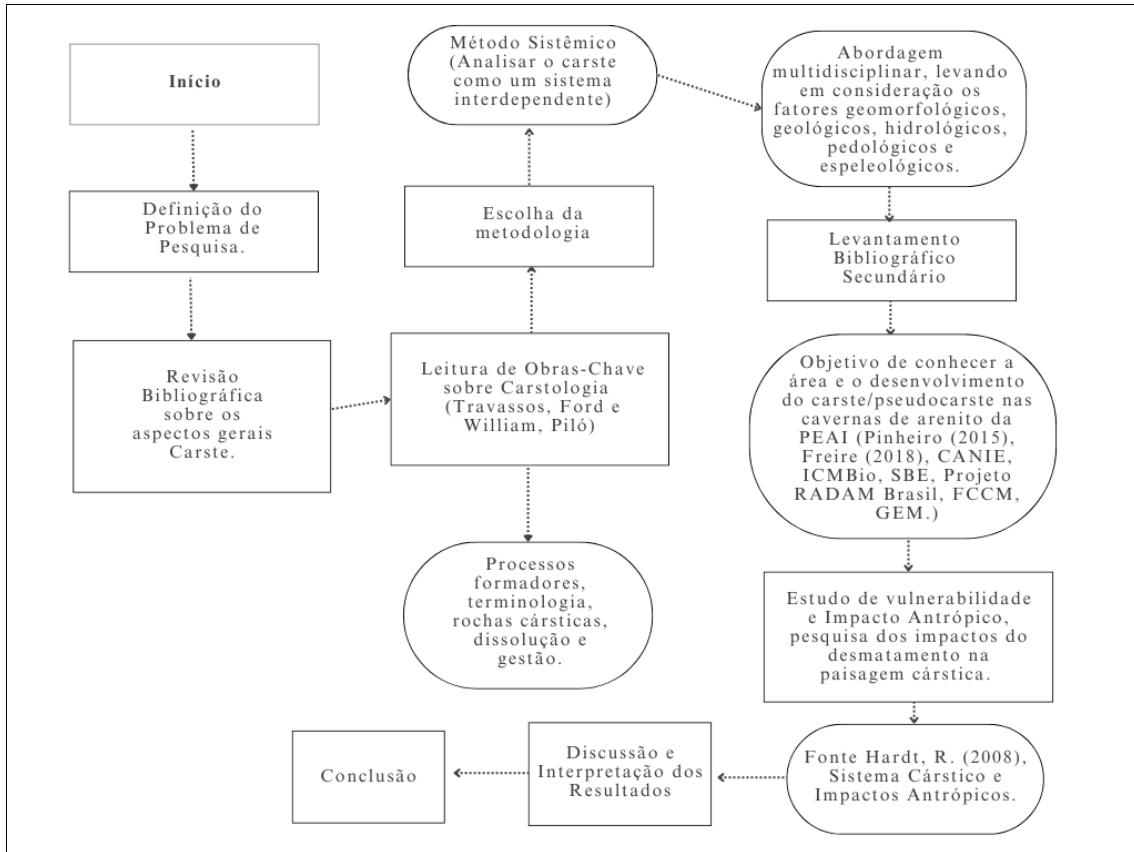 Início
Definição do
Problema de
Pesquisa.
Revisão
Bibliográfica
sobre os
aspectos gerais
Carste.
Leitura de Obras-Chave
sobre Carstologia
(Travassos, Ford e
William, Piló)
Processos
formadores,
terminologia,
rochas cársticas,
dissolução e
gestão.
Escolha da
metodologia
Método Sistêmico
(Analisar o carste
como um sistema
interdependente)
Abordagem
multidisciplinar, levando
em consideração os
fatores geomorfológicos,
geológicos, hidrológicos,
pedológicos e
espeleológicos.
Levantamento
Bibliográfico
Secundário
Objetivo de conhecer a
área e o desenvolvimento
do carste/pseudocarste nas
cavernas de arenito da
PEAI (Pinheiro (2015),
Freire (2018), CANIE,
ICMBio, SBE, Projeto
RADAM Brasil, FCCM,
GEM.)
Estudo de vulnerabilidade
e Impacto Antrópico,
pesquisa dos impactos do
desmatamento na
paisagem cárstica.
Fonte Hardt, R. (2008),
Sistema Cárstico e
Impactos Antrópicos.
Discussão e
Interpretação dos
Resultados
Conclusão